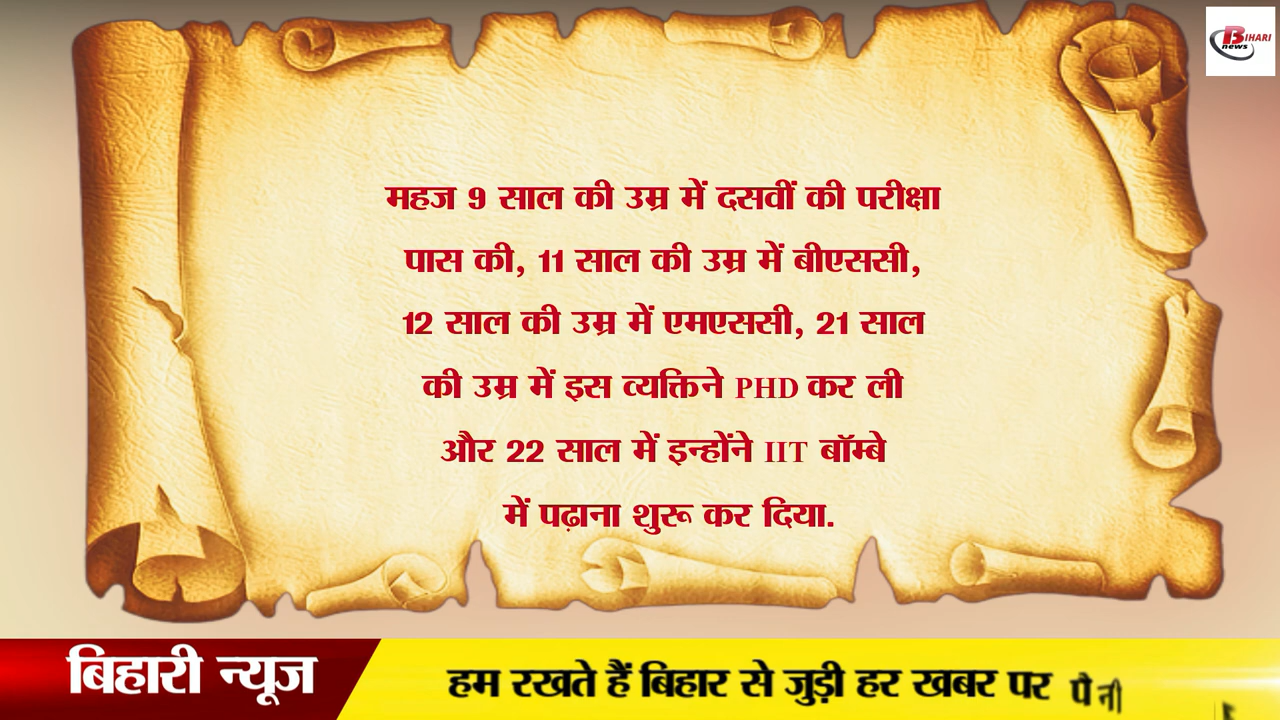 BIHARI
news
महज 9 साल की उम्र में दसवीं की परीक्षा
पास की, 11 साल की उम्र में बीएससी,
12 साल की उम्र में एमएससी, 21 साल
की उम्र में इस व्यक्तिने PHD कर ली
और 22 साल में इन्होंने IIT बॉम्बे
में पढ़ाना शुरू कर दिया.
बिहारी न्यूज
हम रखते हैं बिहार से जुड़ी हर खबर पर पैनी